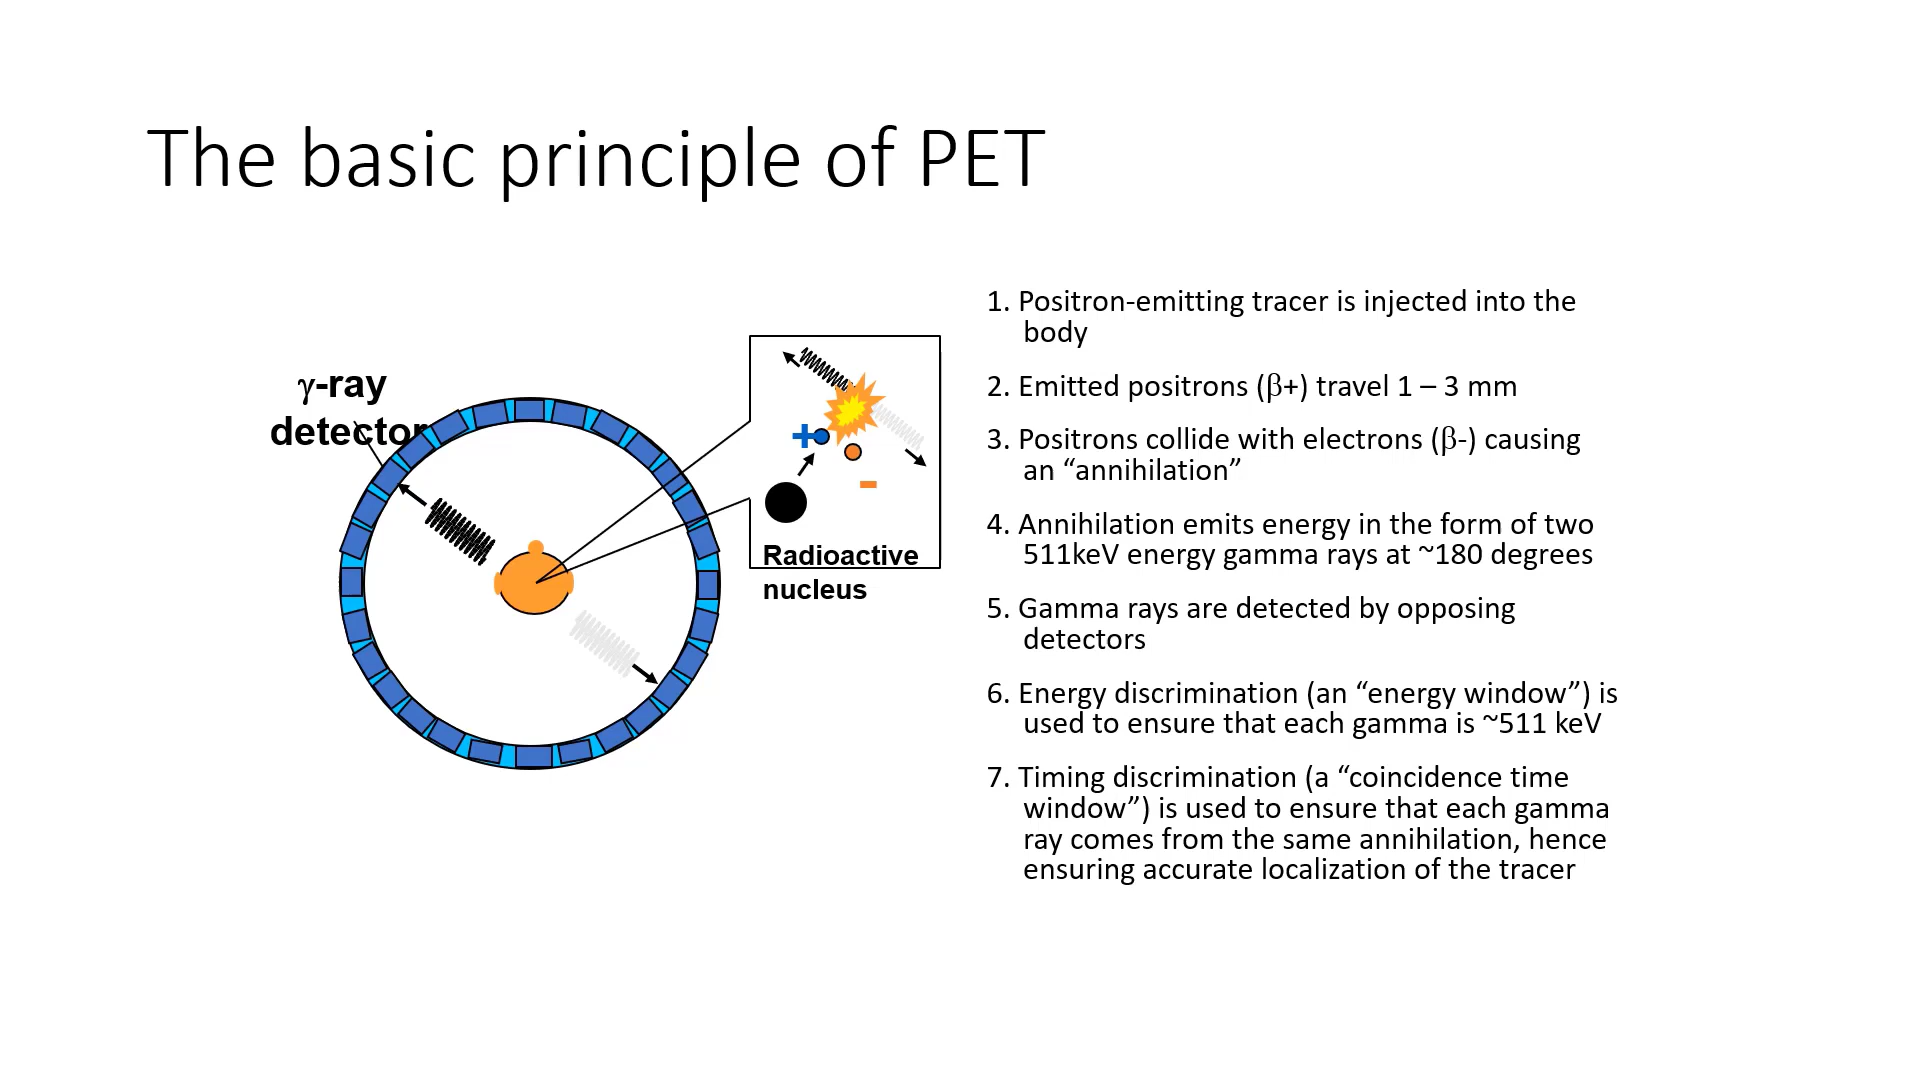 The basic principle of PET
γ-ray
detector
+
-
Radioactive
nucleus
1. Positron-emitting tracer is injected into the
body
2. Emitted positrons (β+) travel 1 – 3 mm
3. Positrons collide with electrons (β-) causing
an “annihilation”
4. Annihilation emits energy in the form of two
511keV energy gamma rays at ~180 degrees
5. Gamma rays are detected by opposing
detectors
6. Energy discrimination (an “energy window”) is
used to ensure that each gamma is ~511 keV
7. Timing discrimination (a “coincidence time
window”) is used to ensure that each gamma
ray comes from the same annihilation, hence
ensuring accurate localization of the tracer